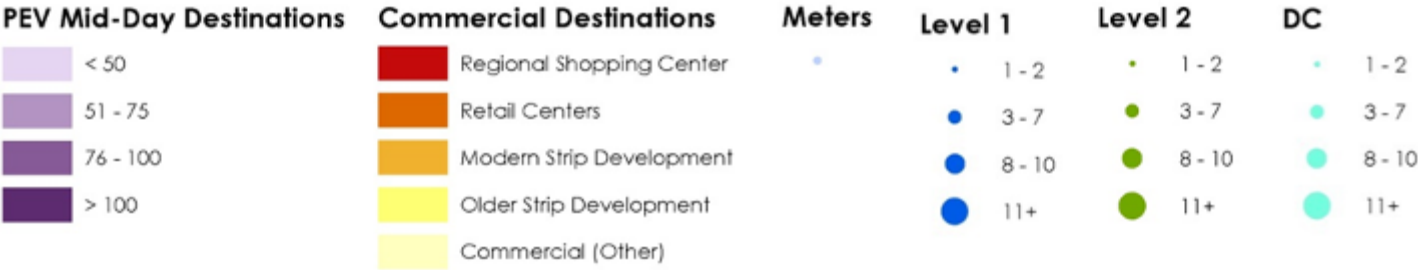 PEV Mid-Day Destinations
< 50
51 - 75
76 - 100
> 100
Commercial Destinations
Regional Shopping Center
Retail Centers
Modern Strip Development
Older Strip Development
Commercial (Other)
Meters
Level 1
1 - 2
3 - 7
8 - 10
11+
Level 2
1 - 2
3 - 7
8 - 10
11+
DC
1 - 2
3 - 7
8 - 10
11+